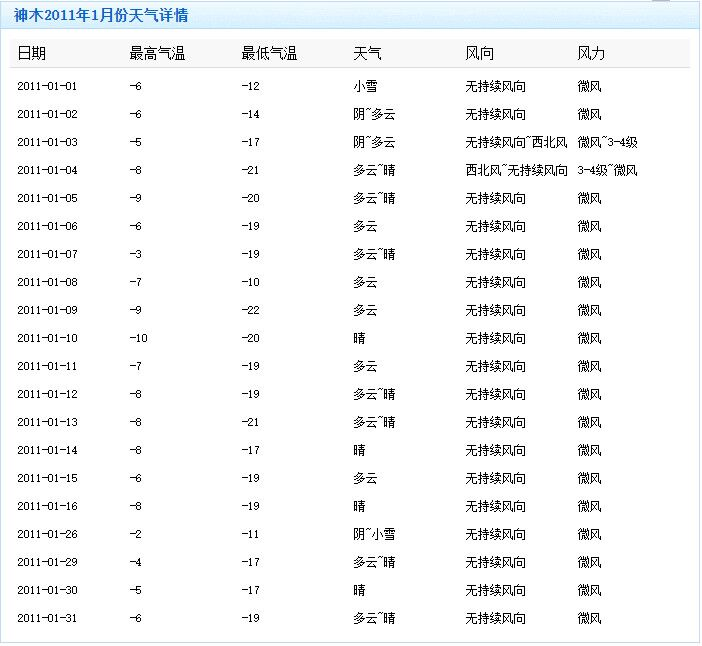 神木2011年1月份天气详情
日期 最高气温 最低气温 天气 风向 风力
2011-01-01 -6 -12 小雪 无持续风向 微风
2011-01-02 -6 -14 阴~多云 无持续风向 微风
2011-01-03 -5 -17 阴~多云 无持续风向~西北风 微风~3-4级
2011-01-04 -8 -21 多云~晴 西北风~无持续风向 3-4级~微风
2011-01-05 -9 -20 多云~晴 无持续风向 微风
2011-01-06 -6 -19 多云 无持续风向 微风
2011-01-07 -3 -19 多云~晴 无持续风向 微风
2011-01-08 -7 -10 多云 无持续风向 微风
2011-01-09 -9 -22 多云 无持续风向 微风
2011-01-10 -10 -20 晴 无持续风向 微风
2011-01-11 -7 -19 多云 无持续风向 微风
2011-01-12 -8 -19 多云~晴 无持续风向 微风
2011-01-13 -8 -21 多云~晴 无持续风向 微风
2011-01-14 -8 -17 晴 无持续风向 微风
2011-01-15 -6 -19 多云 无持续风向 微风
2011-01-16 -8 -19 晴 无持续风向 微风
2011-01-26 -2 -11 阴~小雪 无持续风向 微风
2011-01-29 -4 -17 多云~晴 无持续风向 微风
2011-01-30 -5 -17 晴 无持续风向 微风
2011-01-31 -6 -19 多云~晴 无持续风向 微风